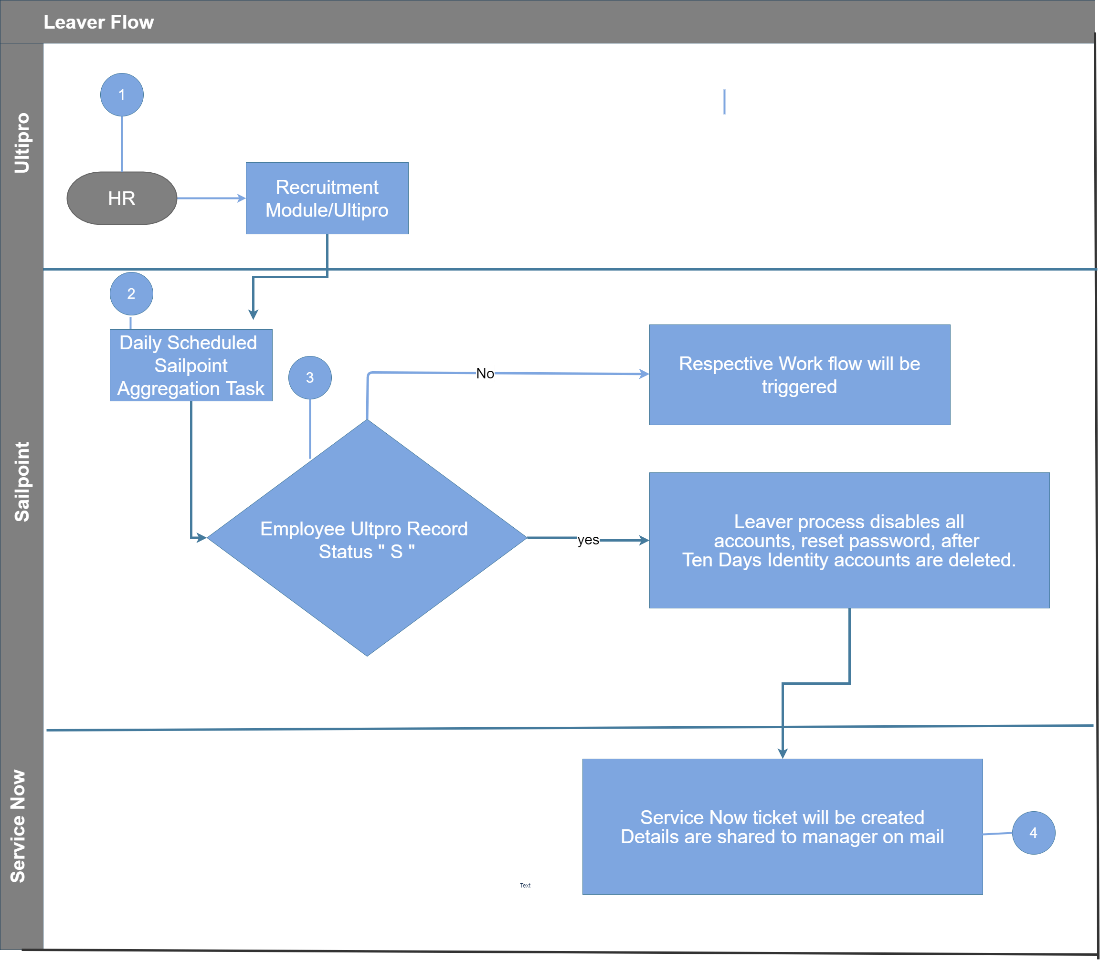 Leaver Flow
Ultipro
1
HR
Recruitment
Module/Ultipro
Sailpoint
2
Daily Scheduled
Sailpoint
Aggregation Task
3
No
Respective Work flow will be
triggered
Employee Ultpro Record
Status " S "
yes
Leaver process disables all
accounts, reset password, after
Ten Days Identity accounts are deleted.
Service Now
Service Now ticket will be created
Details are shared to manager on mail
4
Text